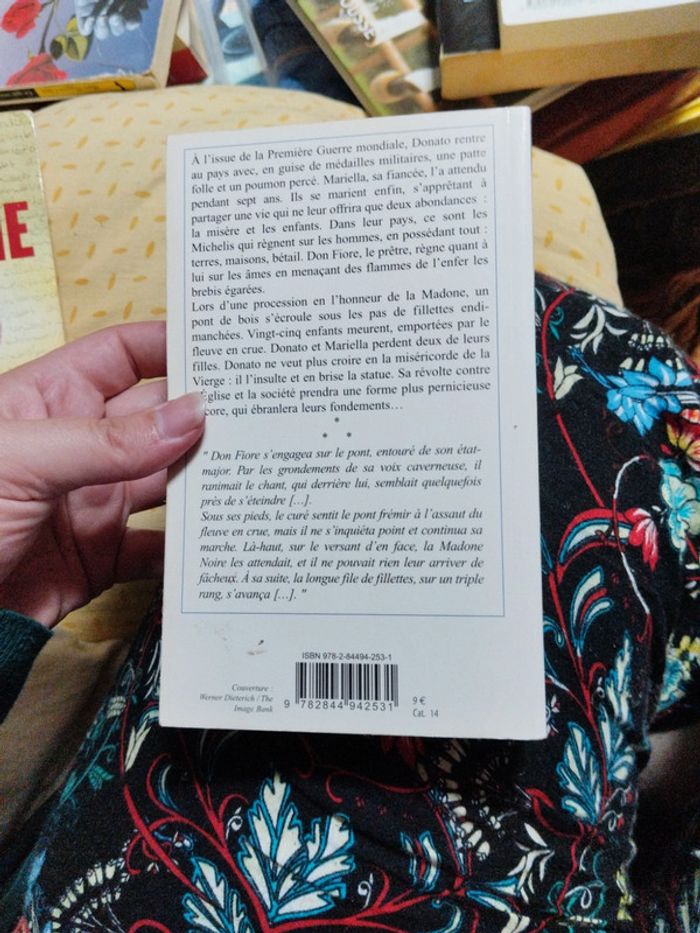 OUSSE
NE
À l'issue de la Première Guerre mondiale, Donato rentre
au pays avec, en guise de médailles militaires, une patte
folle et un poumon percé. Mariella, sa fiancée, l'a attendu
pendant sept ans. Ils se marient enfin, s'apprêtant à
partager une vie qui ne leur offrira que deux abondances :
la misère et les enfants. Dans leur pays, ce sont les
Michelis qui règnent sur les hommes, en possédant tout :
terres, maisons, bétail. Don Fiore, le prêtre, règne quant à
lui sur les âmes en menaçant des flammes de l'enfer les
brebis égarées.
Lors d'une procession en l'honneur de la Madone, un
pont de bois s'écroule sous les pas de fillettes endi-
manchées. Vingt-cinq enfants meurent, emportées par le
fleuve en crue. Donato et Mariella perdent deux de leurs
filles. Donato ne veut plus croire en la miséricorde de la
Vierge : il l'insulte et en brise la statue. Sa révolte contre
Église et la société prendra une forme plus pernicieuse
core, qui ébranlera leurs fondements…
*
* *
" Don Fiore s'engagea sur le pont, entouré de son état-
major. Par les grondements de sa voix caverneuse, il
ranimait le chant, qui derrière lui, semblait quelquefois
près de s'éteindre [...].
Sous ses pieds, le curé sentit le pont frémir à l'assaut du
fleuve en crue, mais il ne s'inquiéta point et continua sa
marche. Là-haut, sur le versant d'en face, la Madone
Noire les attendait, et il ne pouvait rien leur arriver de
fâcheux. À sa suite, la longue file de fillettes, sur un triple
rang, s'avança [...]. "
ISBN 978-2-84494-253-1
Couverture :
Werner Dieterich / The
Image Bank
9 782844 942531
9 €
Cat. 14